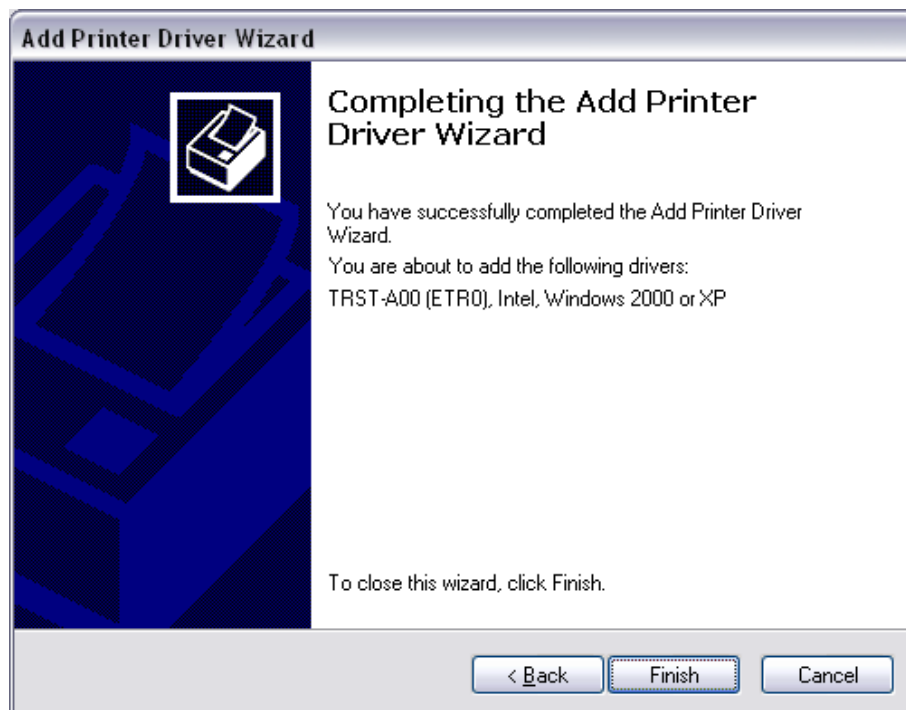 Add Printer Driver Wizard
Completing the Add Printer
Driver Wizard
You have successfully completed the Add Printer Driver
Wizard.
You are about to add the following drivers:
TRST-A00 (ETR0), Intel, Windows 2000 or XP
To close this wizard, click Finish.
< Back Finish Cancel